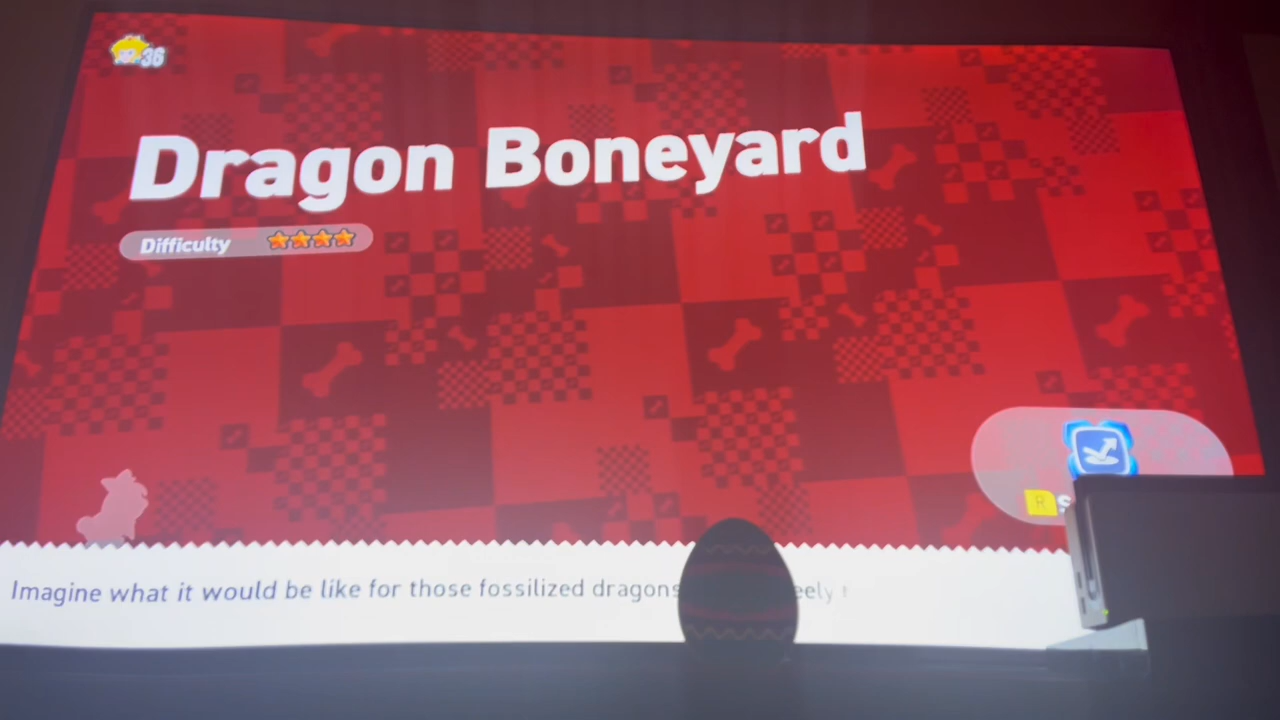 36
Dragon Boneyard
Difficulty
Imagine what it would be like for those fossilized dragons
R